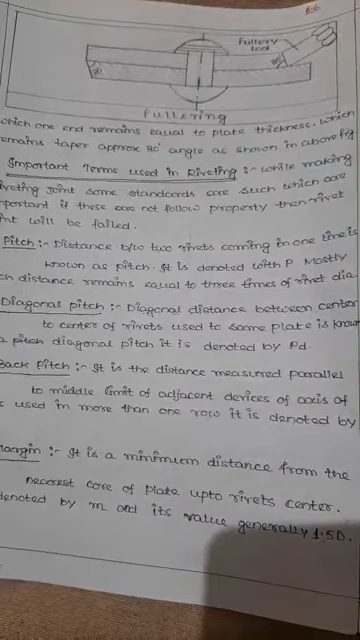 Fullery
tool
80
80
Fullering
which one end remains equal to plate thickness. which
remains taper approx 80° angle as shown in above fig
Important Terms used in Riveting :- while making
riveting joint some standards are such which are
important if these are not follow property then rivet
joint will be failed.
Pitch :- Distance b/w two rivets coming in one line is
known as pitch. It is denoted with P. Mostly
distance remains equal to three times of rivet dia-
Diagonal pitch :- Diagonal distance between center
to center of rivets used to same plate is known
a pitch diagonal pitch it is denoted by Pd.
Back Pitch :- It is the distance measured parallel
to middle limit of adjacent devices of axis of
used in more than one row it is denoted by
Margin :- It is a minimum distance from the
nearest core of plate upto rivets center.
denoted by m and its value generally 1.5D.